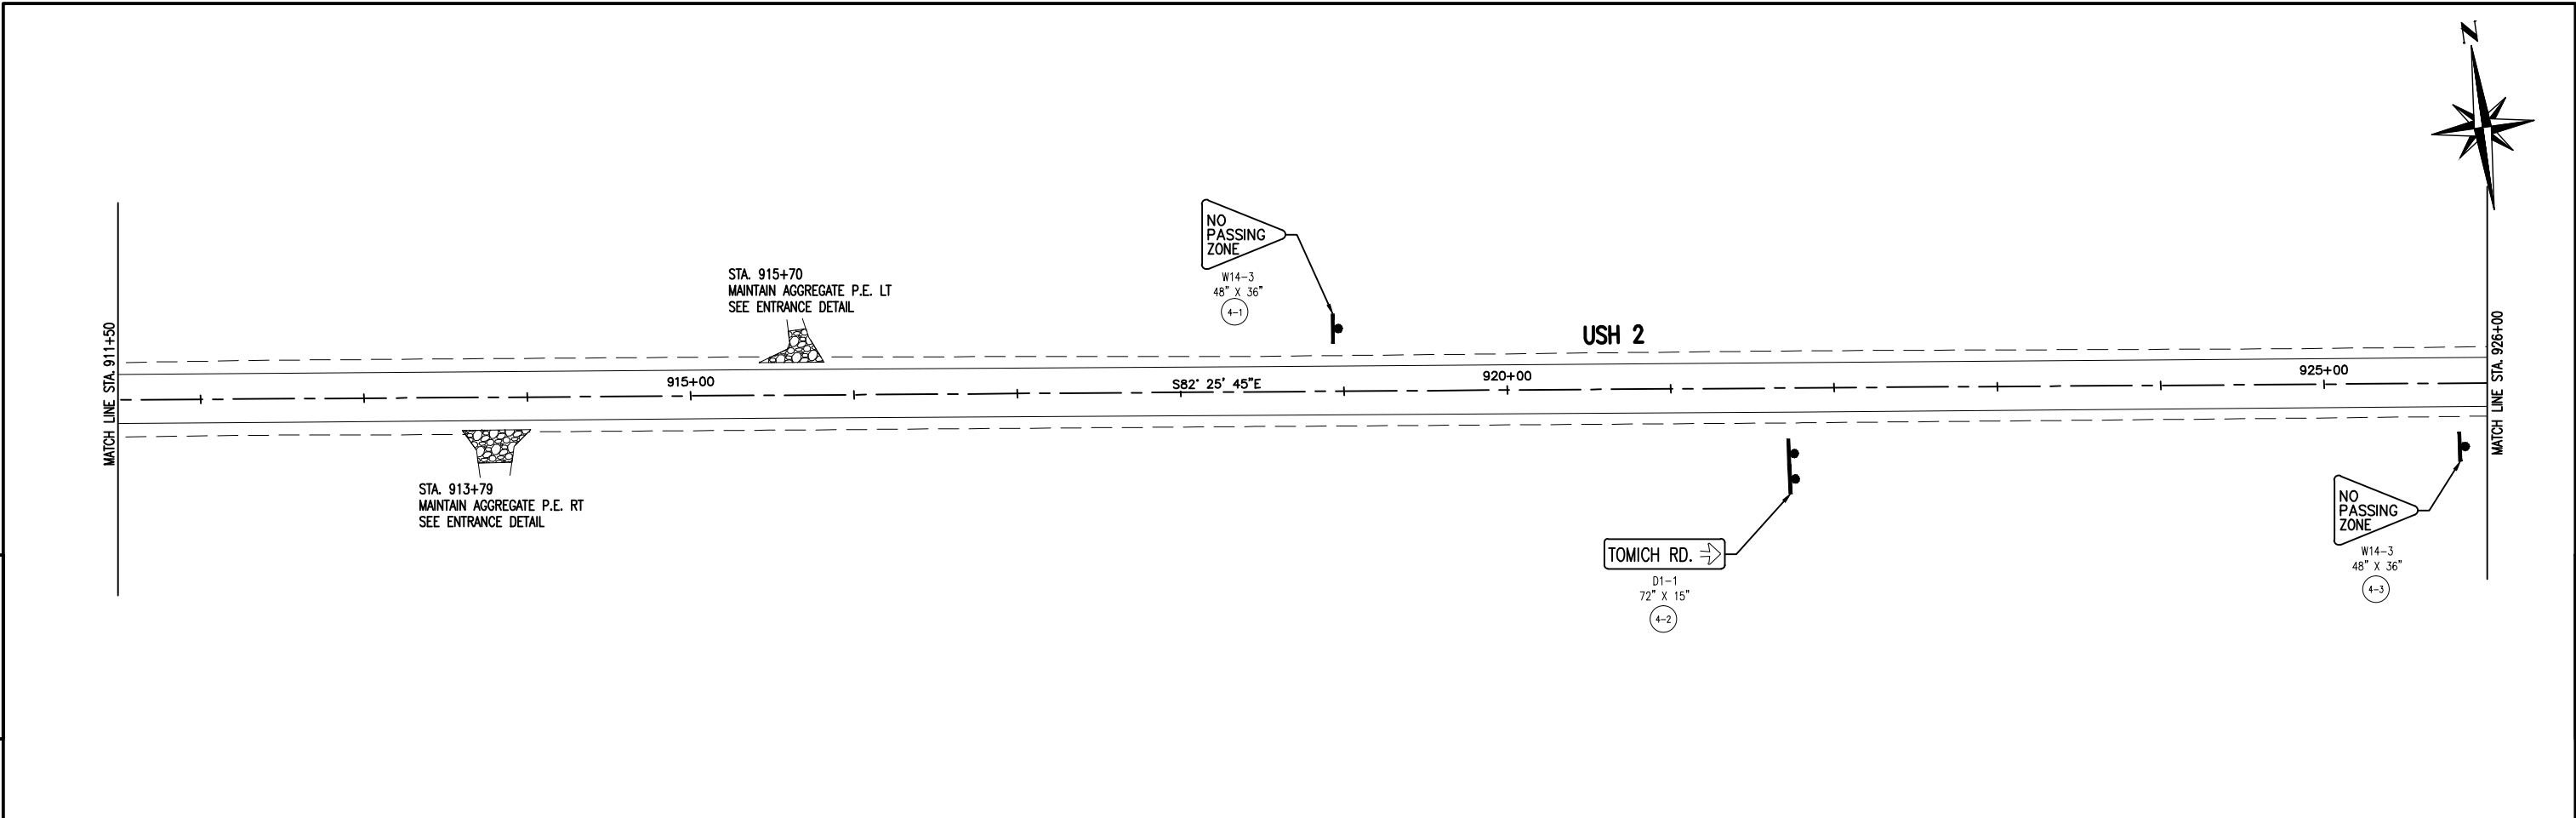 N
NO
PASSING
ZONE
W14-3
48" X 36"
4-1
STA. 915+70
MAINTAIN AGGREGATE P.E. LT
SEE ENTRANCE DETAIL
USH 2
MATCH LINE STA. 911+50
915+00
S82° 25' 45"E
920+00
925+00
MATCH LINE STA. 926+00
STA. 913+79
MAINTAIN AGGREGATE P.E. RT
SEE ENTRANCE DETAIL
TOMICH RD.
D1-1
72" X 15"
4-2
NO
PASSING
ZONE
W14-3
48" X 36"
4-3